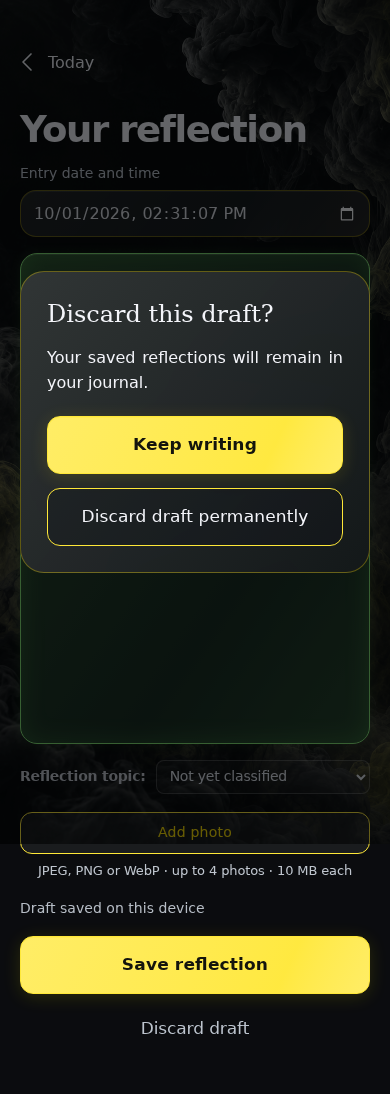 Today
Your reflection
Entry date and time
10/01/2026, 02:31:07 PM
Discard this draft?
Your saved reflections will remain in
your journal.
Keep writing
Discard draft permanently
Reflection topic: Not yet classified
Add photo
JPEG, PNG or WebP · up to 4 photos · 10 MB each
Draft saved on this device
Save reflection
Discard draft